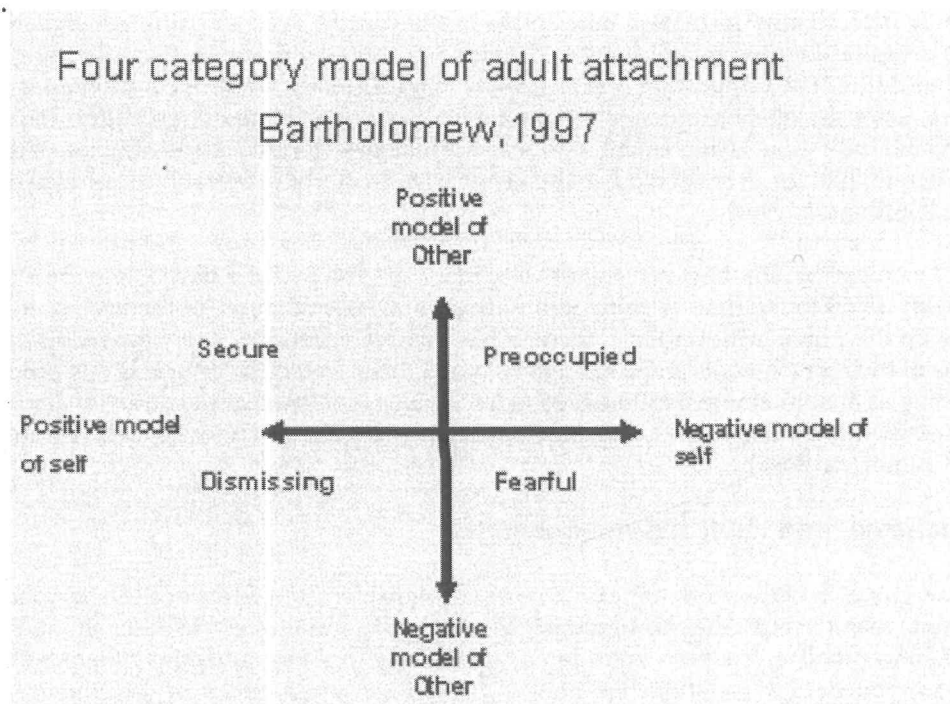 Four category model of adult attachment
Bartholomew, 1997
Positive
model of
Other
Secure
Preoccupied
Positive model
of self
Negative model of
self
Dismissing
Fearful
Negative
model of
Other